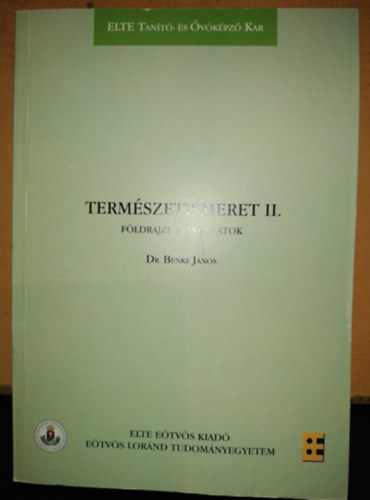 ELTE Tanító- és Óvóképző Kar
TERMÉSZETISMERET II.
FÖLDRAJZI
Dr. Benke János
ELTE EÖTVÖS KIADÓ
EÖTVÖS LORÁND TUDOMÁNYEGYETEM